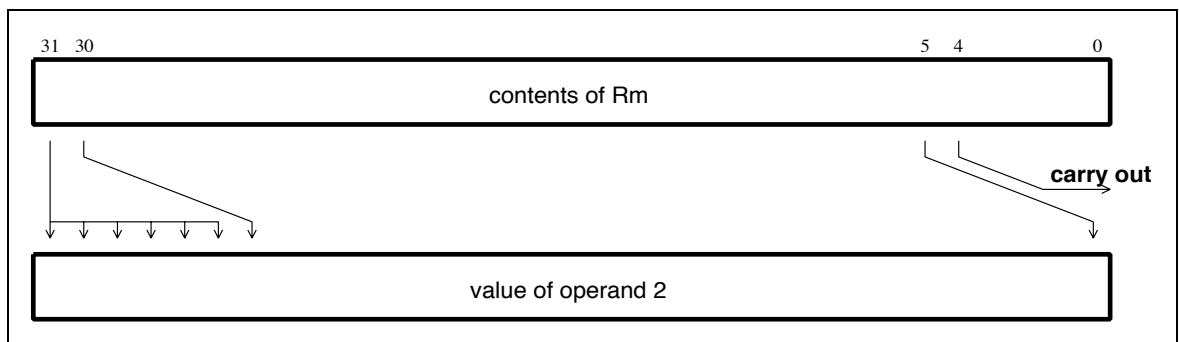 31 30 5 4 0
contents of Rm
carry out
value of operand 2